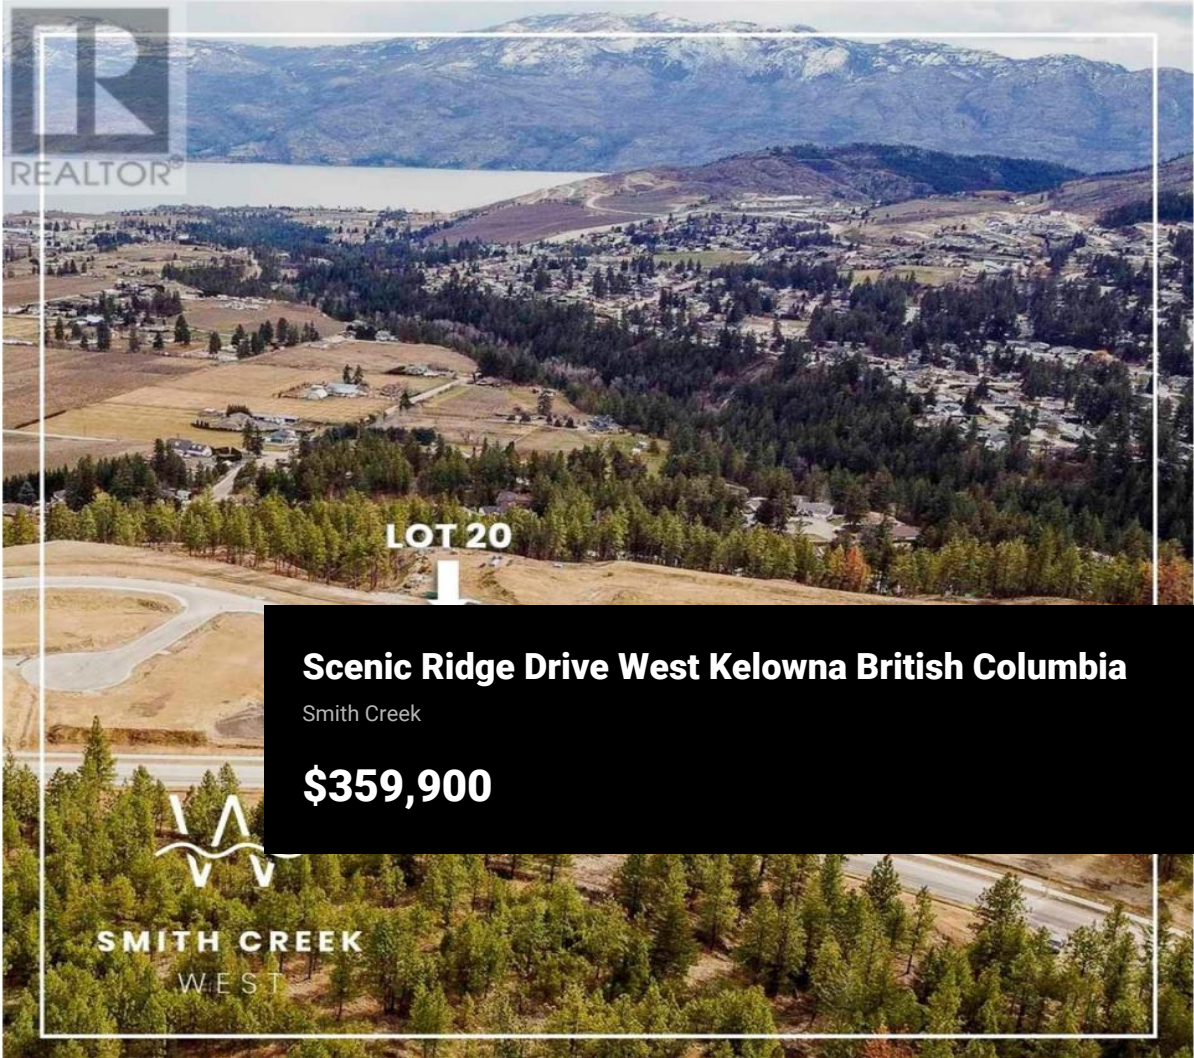 REALTOR®
LOT 20
Scenic Ridge Drive West Kelowna British Columbia
Smith Creek
$359,900
SMITH CREEK
WEST